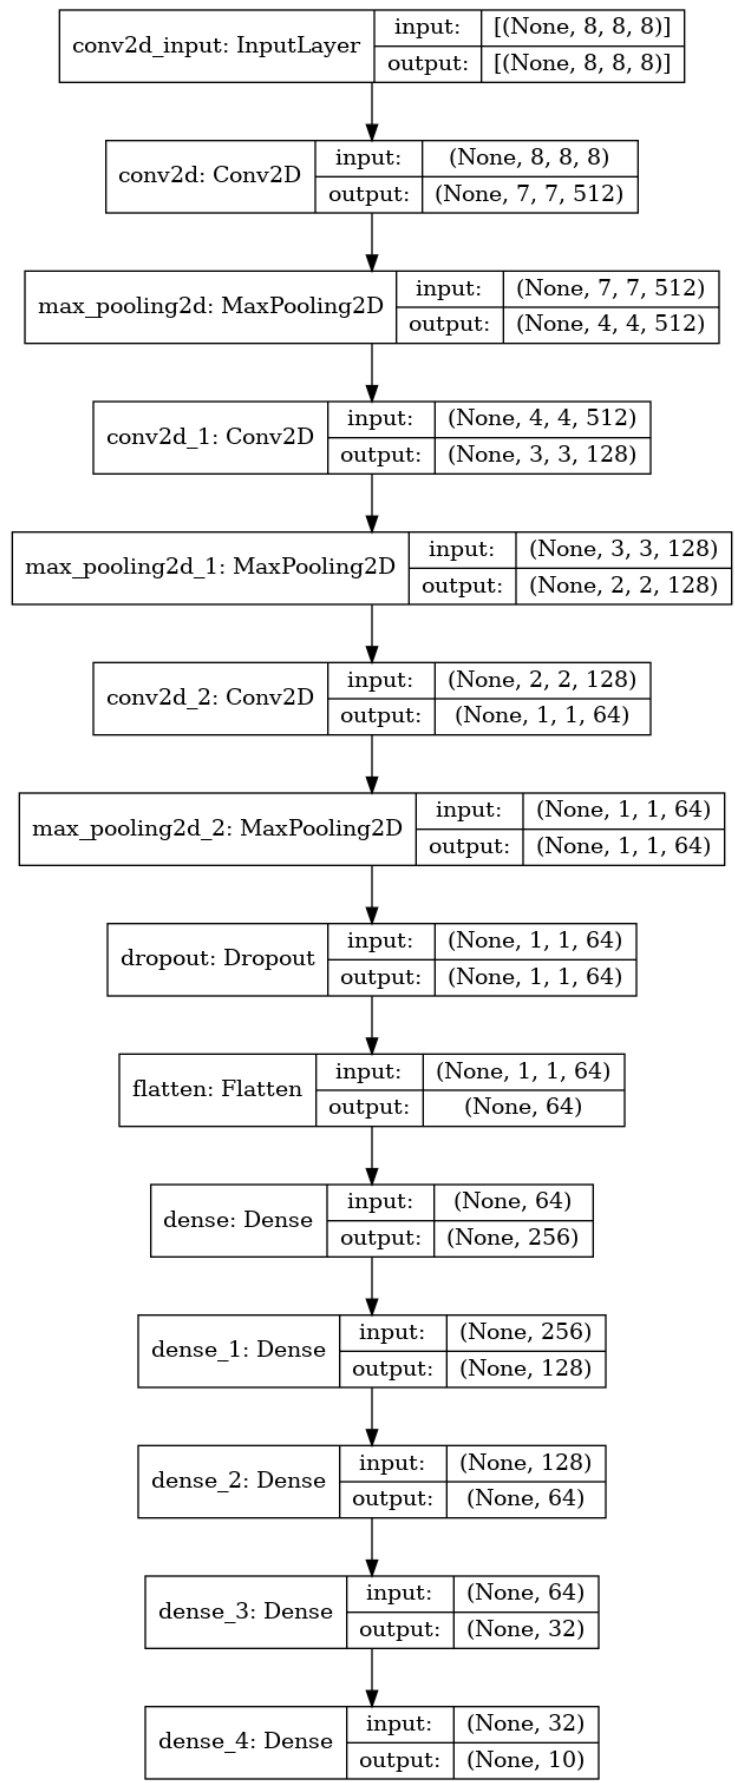 conv2d_input: InputLayer
input: [(None, 8, 8, 8)]
output: [(None, 8, 8, 8)]
conv2d: Conv2D
input: (None, 8, 8, 8)
output: (None, 7, 7, 512)
max_pooling2d: MaxPooling2D
input: (None, 7, 7, 512)
output: (None, 4, 4, 512)
conv2d_1: Conv2D
input: (None, 4, 4, 512)
output: (None, 3, 3, 128)
max_pooling2d_1: MaxPooling2D
input: (None, 3, 3, 128)
output: (None, 2, 2, 128)
conv2d_2: Conv2D
input: (None, 2, 2, 128)
output: (None, 1, 1, 64)
max_pooling2d_2: MaxPooling2D
input: (None, 1, 1, 64)
output: (None, 1, 1, 64)
dropout: Dropout
input: (None, 1, 1, 64)
output: (None, 1, 1, 64)
flatten: Flatten
input: (None, 1, 1, 64)
output: (None, 64)
dense: Dense
input: (None, 64)
output: (None, 256)
dense_1: Dense
input: (None, 256)
output: (None, 128)
dense_2: Dense
input: (None, 128)
output: (None, 64)
dense_3: Dense
input: (None, 64)
output: (None, 32)
dense_4: Dense
input: (None, 32)
output: (None, 10)